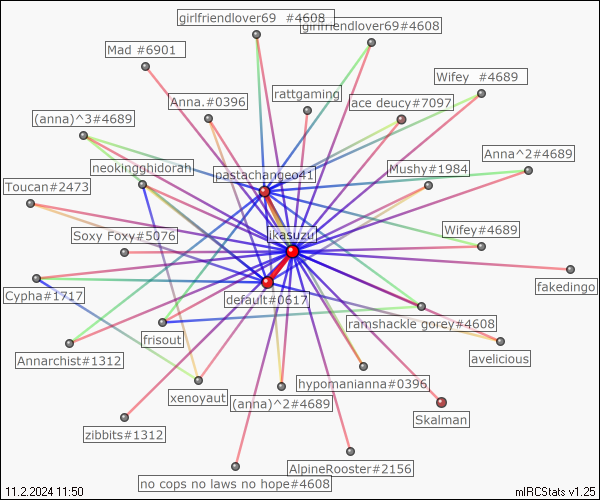 girlfriendlover69 #4608
girlfriendlover69#4608
Mad #6901
Wifey #4689
rattgaming
Anna.#0396
ace deucy#7097
(anna)^3#4689
Anna^2#4689
neokingghidorah
pastachangeo41
Mushy#1984
Toucan#2473
Soxy Foxy#5076
ikasuzu
Wifey#4689
fakedingo
Cypha#1717
default#0617
ramshackle gorey#4608
frisout
Annarchist#1312
avelicious
hypomanianna#0396
xenoyaut
(anna)^2#4689
Skalman
zibbits#1312
AlpineRooster#2156
no cops no laws no hope#4608
11.2.2024 11:50
mIRCStats v1.25